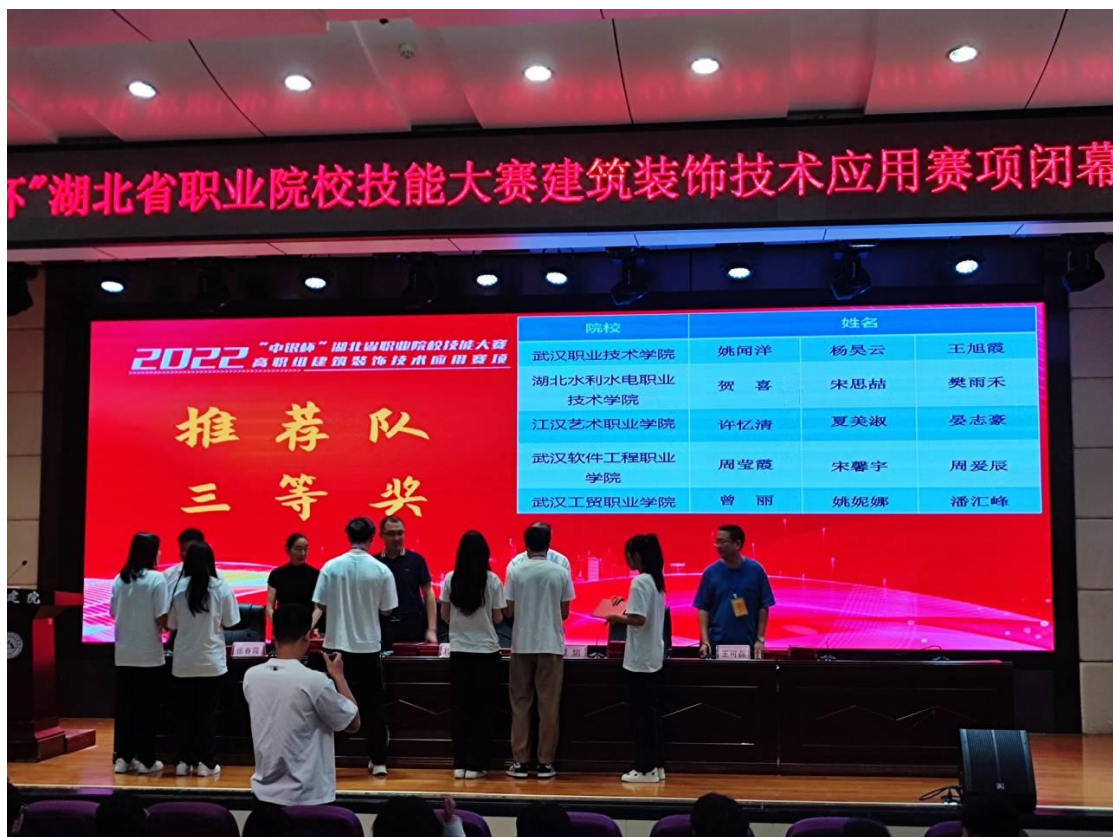 杯"湖北省职业院校技能大赛建筑装饰技术应用赛项闭幕
2022 "中银杯"湖北省职业院校技能大赛
高职组建筑装饰技术应用赛项
推荐队
三等奖
院校 姓名
武汉职业技术学院 姚闻洋 杨昊云 王旭霞
湖北水利水电职业
技术学院 贺喜 宋思喆 樊雨禾
江汉艺术职业学院 许忆清 夏美淑 晏志豪
武汉软件工程职业
学院 周莹霞 宋馨宇 周爱辰
武汉工贸职业学院 曾丽 姚妮娜 潘汇峰
建院